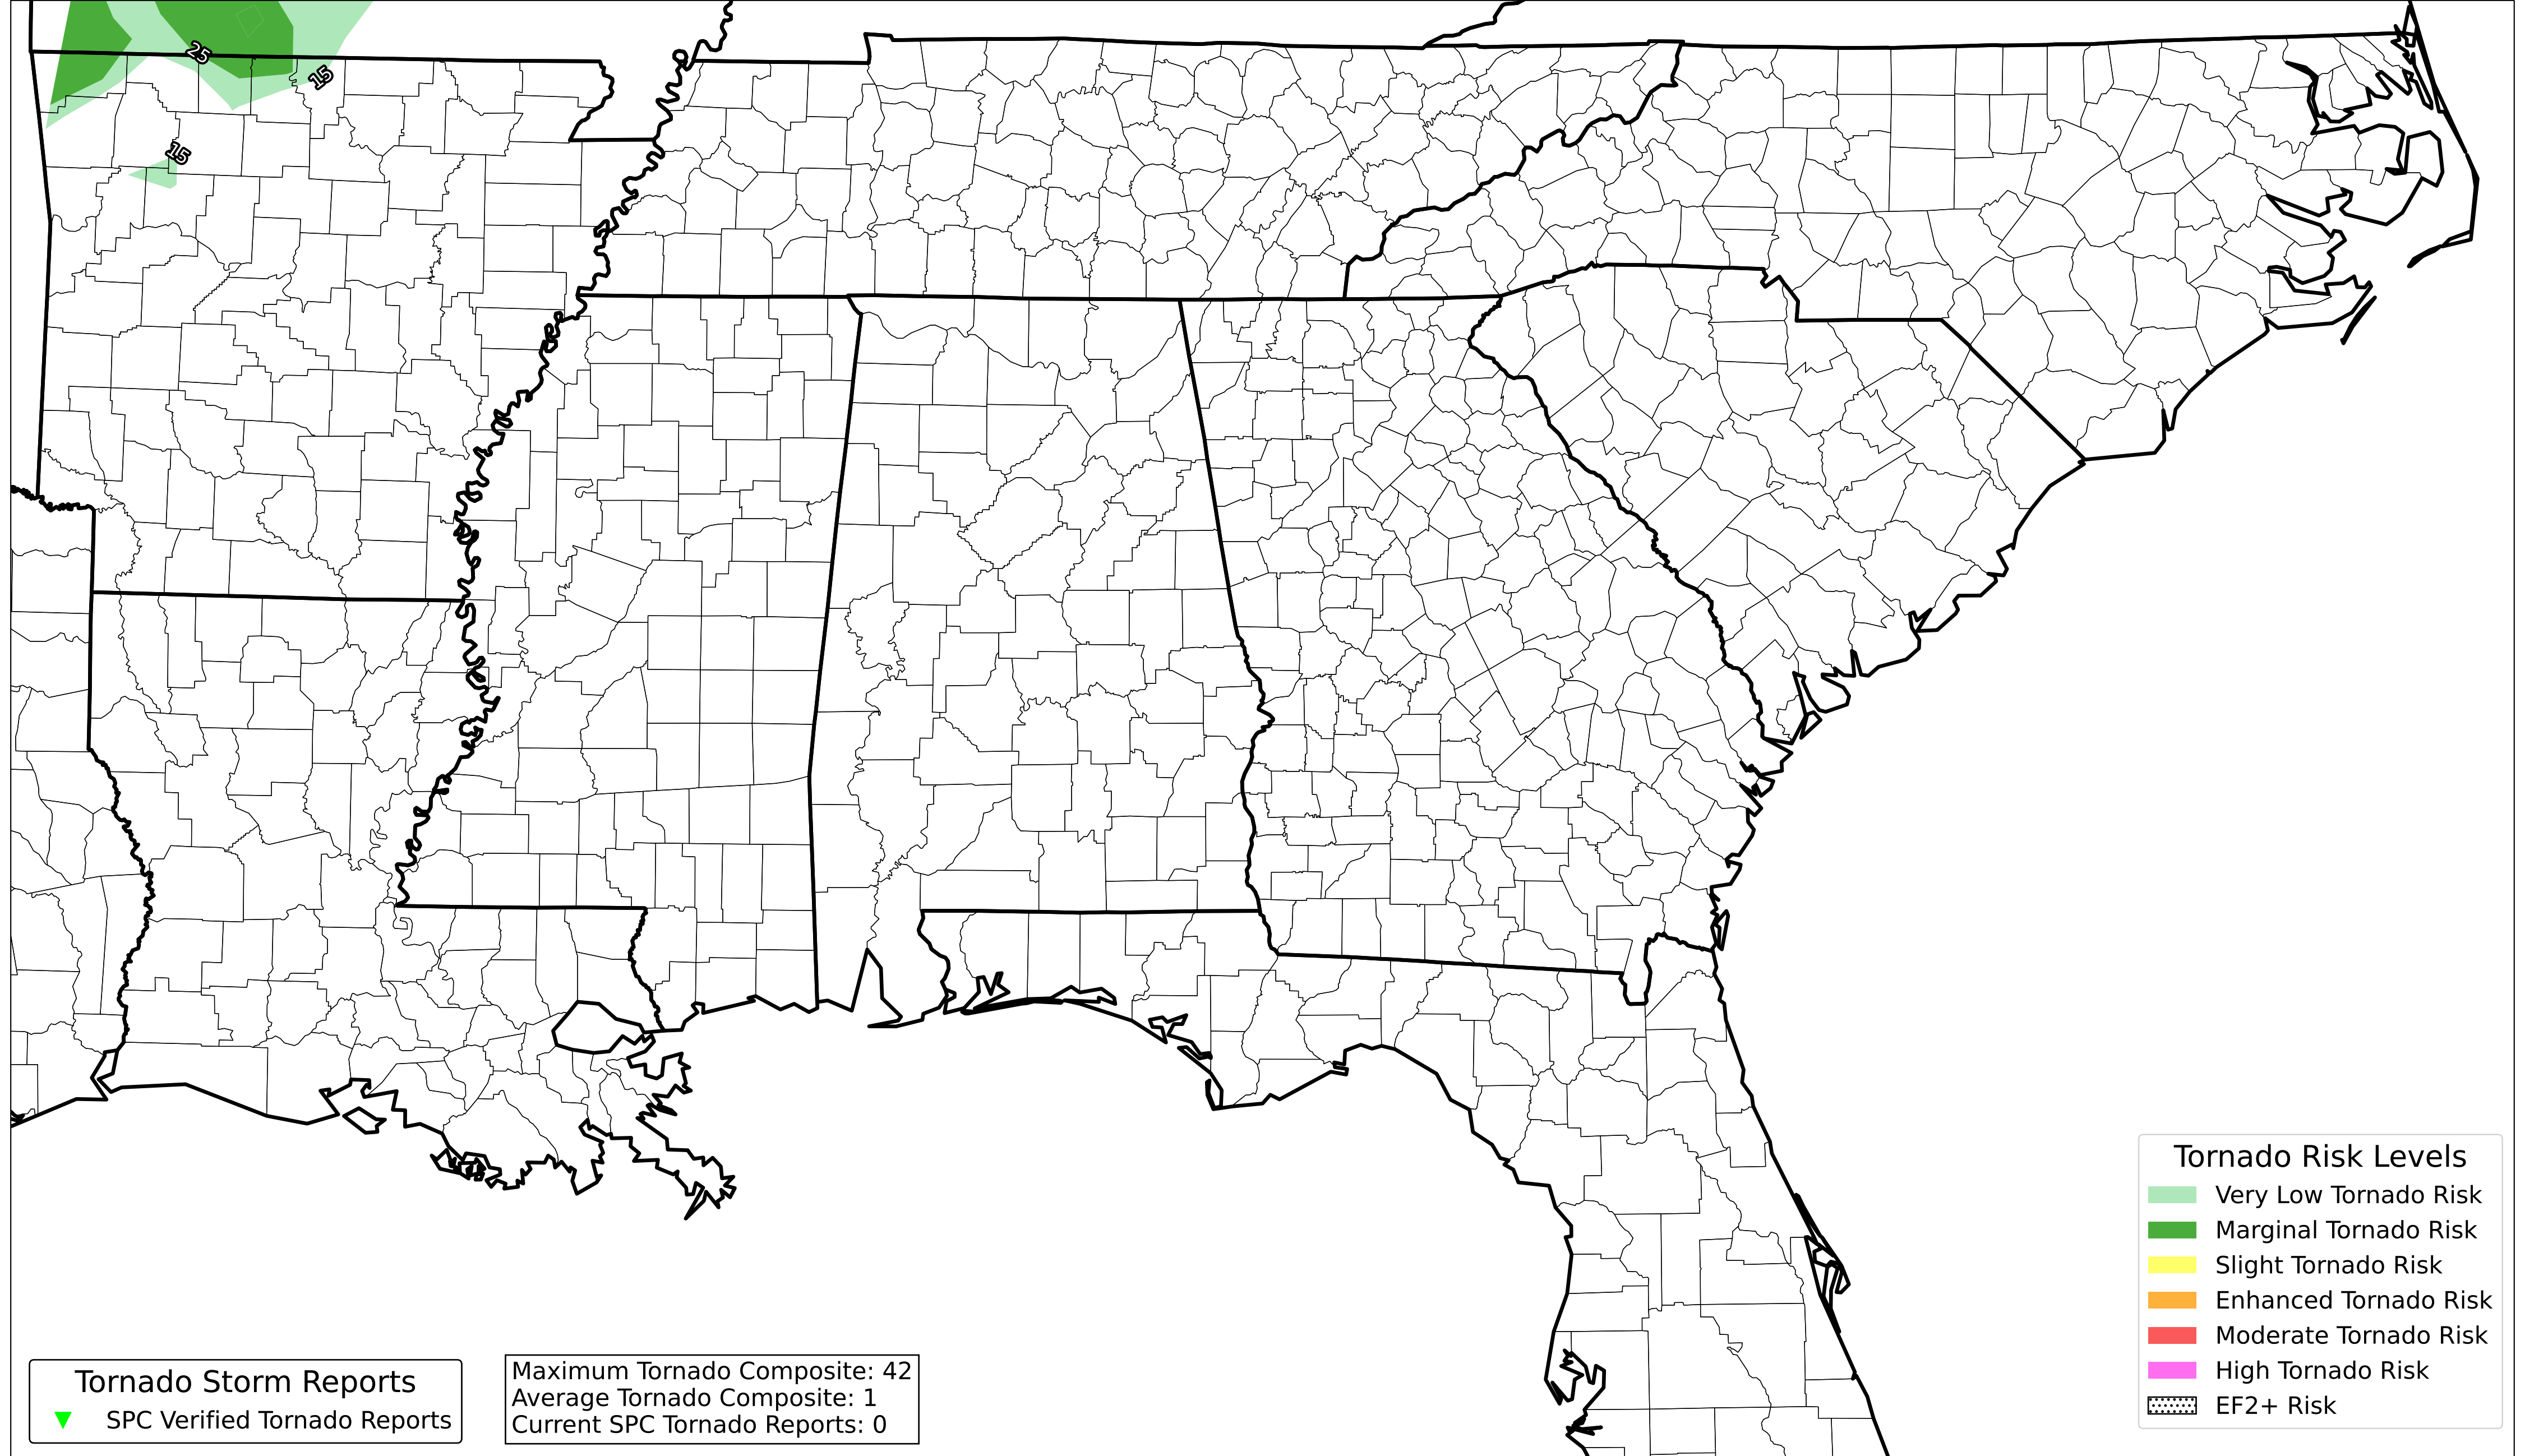 25
15
15
Tornado Risk Levels
Very Low Tornado Risk
Marginal Tornado Risk
Slight Tornado Risk
Enhanced Tornado Risk
Moderate Tornado Risk
High Tornado Risk
EF2+ Risk
Tornado Storm Reports
SPC Verified Tornado Reports
Maximum Tornado Composite: 42
Average Tornado Composite: 1
Current SPC Tornado Reports: 0